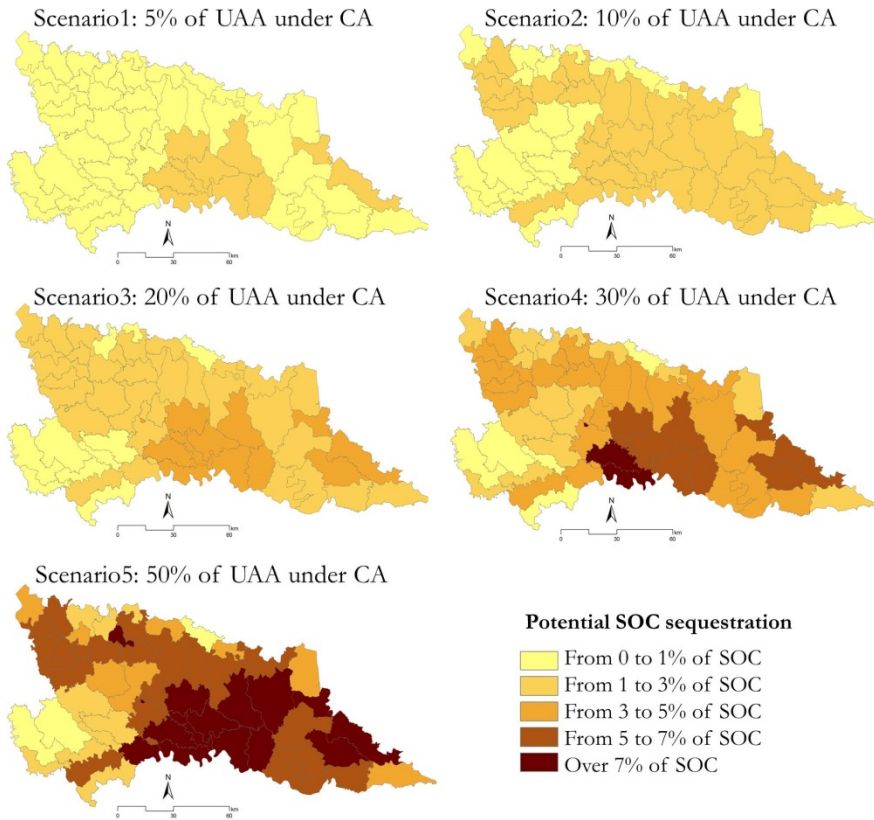 Scenario1: 5% of UAA under CA
Scenario2: 10% of UAA under CA
N
0 30 60 km
N
0 30 60 km
Scenario3: 20% of UAA under CA
Scenario4: 30% of UAA under CA
N
0 30 60 km
N
0 30 60 km
Scenario5: 50% of UAA under CA
Potential SOC sequestration
From 0 to 1% of SOC
From 1 to 3% of SOC
From 3 to 5% of SOC
From 5 to 7% of SOC
Over 7% of SOC
N
0 30 60 km